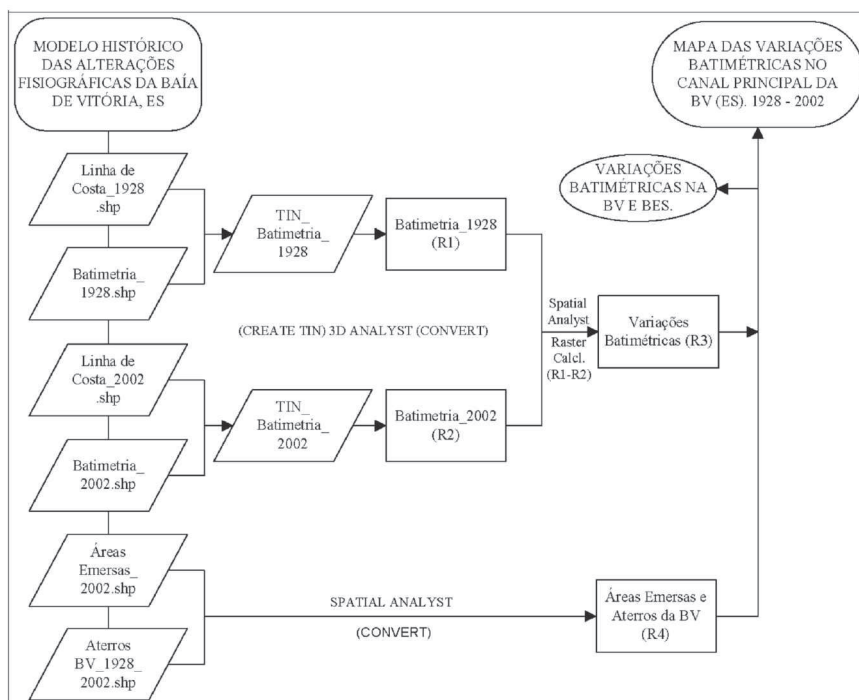 MODELO HISTÓRICO
DAS ALTERAÇÕES
FISIOGRÁFICAS DA BAÍA
DE VITÓRIA, ES
MAPA DAS VARIAÇÕES
BATIMÉTRICAS NO
CANAL PRINCIPAL DA
BV (ES). 1928 - 2002
VARIAÇÕES
BATIMÉTRICAS NA
BV E BES.
Linha de
Costa_1928
.shp
Batimetria_
1928.shp
TIN_
Batimetria_
1928
Batimetria_1928
(R1)
(CREATE TIN) 3D ANALYST (CONVERT)
Spatial
Analyst
Raster
Calcl.
(R1-R2)
Variações
Batimétricas (R3)
Linha de
Costa_2002
.shp
Batimetria_
2002.shp
TIN_
Batimetria_
2002
Batimetria_2002
(R2)
Áreas
Emersas_
2002.shp
Aterros
BV_1928_
2002.shp
SPATIAL ANALYST
(CONVERT)
Áreas Emersas e
Aterros da BV
(R4)